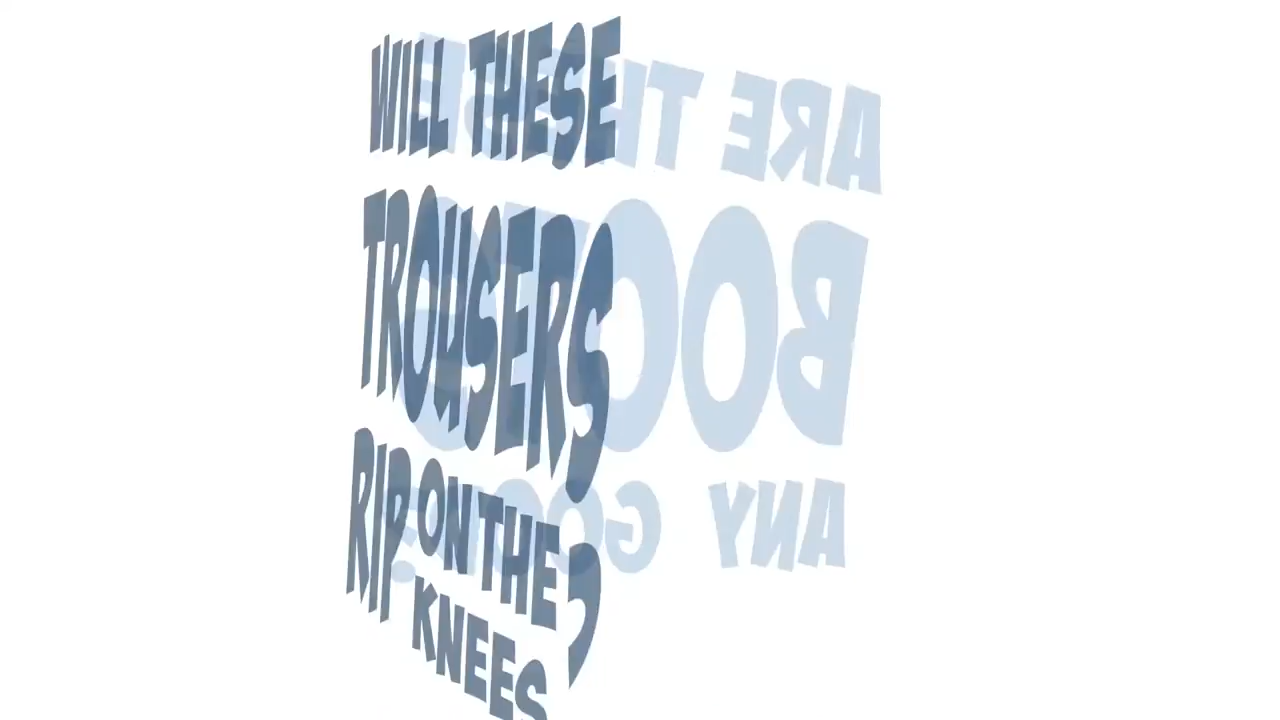 WILL THESE
TROUSERS
RIP ON THE
KNEES ?
ARE THESE
BOOTS
ANY GOOD?